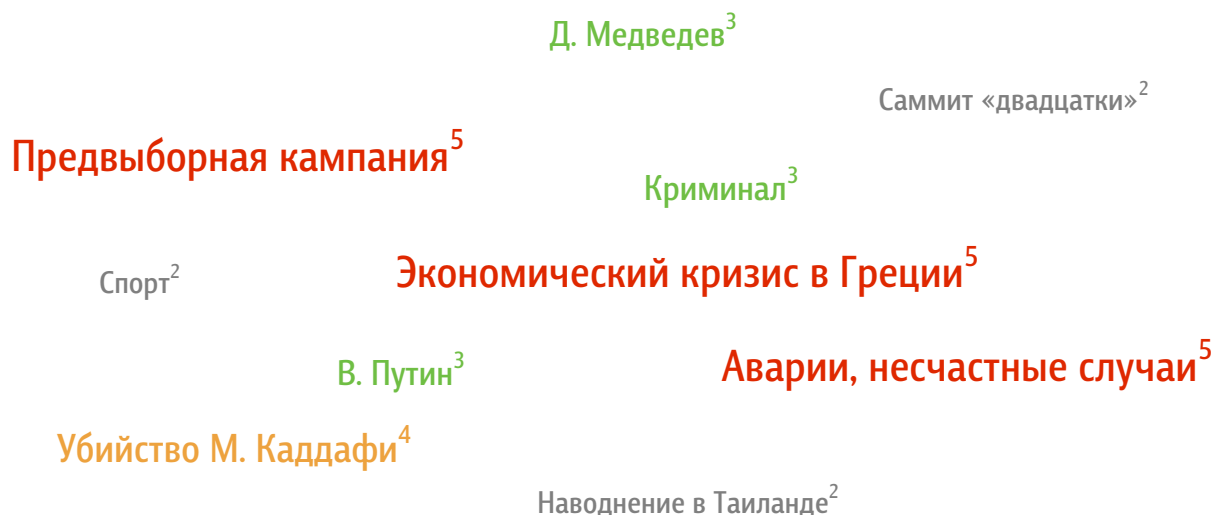 Д. Медведев³
Саммит «двадцатки»²
Предвыборная кампания⁵
Криминал³
Экономический кризис в Греции⁵
Спорт²
Аварии, несчастные случаи⁵
В. Путин³
Убийство М. Каддафи⁴
Наводнение в Таиланде²